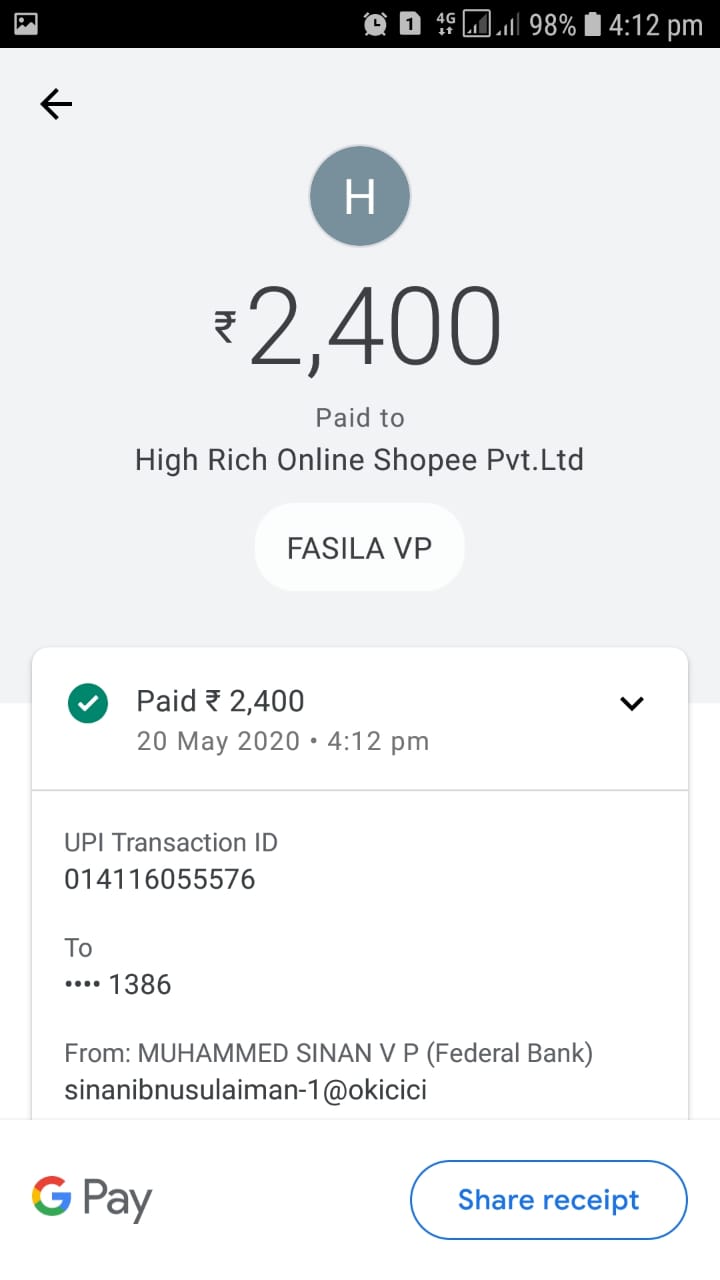 1 4G 98% 4:12 pm
H
₹2,400
Paid to
High Rich Online Shopee Pvt.Ltd
FASILA VP
Paid ₹ 2,400
20 May 2020 • 4:12 pm
UPI Transaction ID
014116055576
To
•••• 1386
From: MUHAMMED SINAN V P (Federal Bank)
sinanibnusulaiman-1@okicici
G Pay
Share receipt